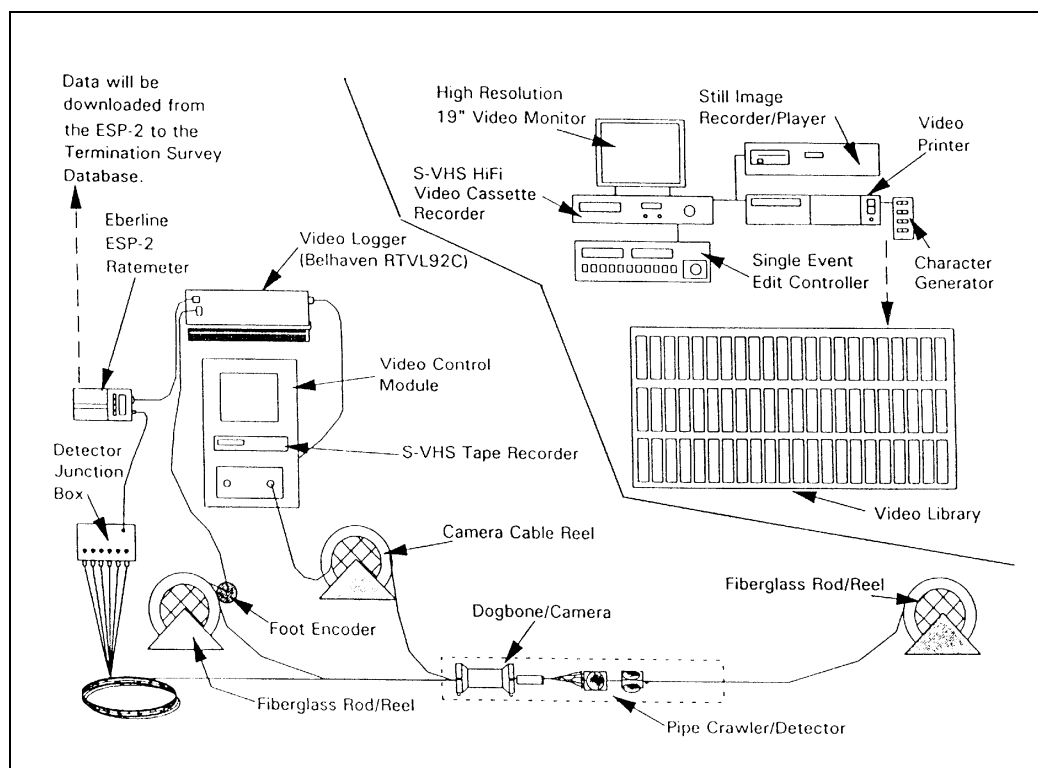 Data will be
downloaded from
the ESP-2 to the
Termination Survey
Database.
High Resolution
19" Video Monitor
Still Image
Recorder/Player
Video
Printer
S-VHS HiFi
Video Cassette
Recorder
Eberline
ESP-2
Ratemeter
Video Logger
(Belhaven RTVL92C)
Single Event
Edit Controller
Character
Generator
Video Control
Module
Detector
Junction
Box
S-VHS Tape Recorder
Video Library
Camera Cable Reel
Fiberglass Rod/Reel
Foot Encoder
Dogbone/Camera
Fiberglass Rod/Reel
Pipe Crawler/Detector